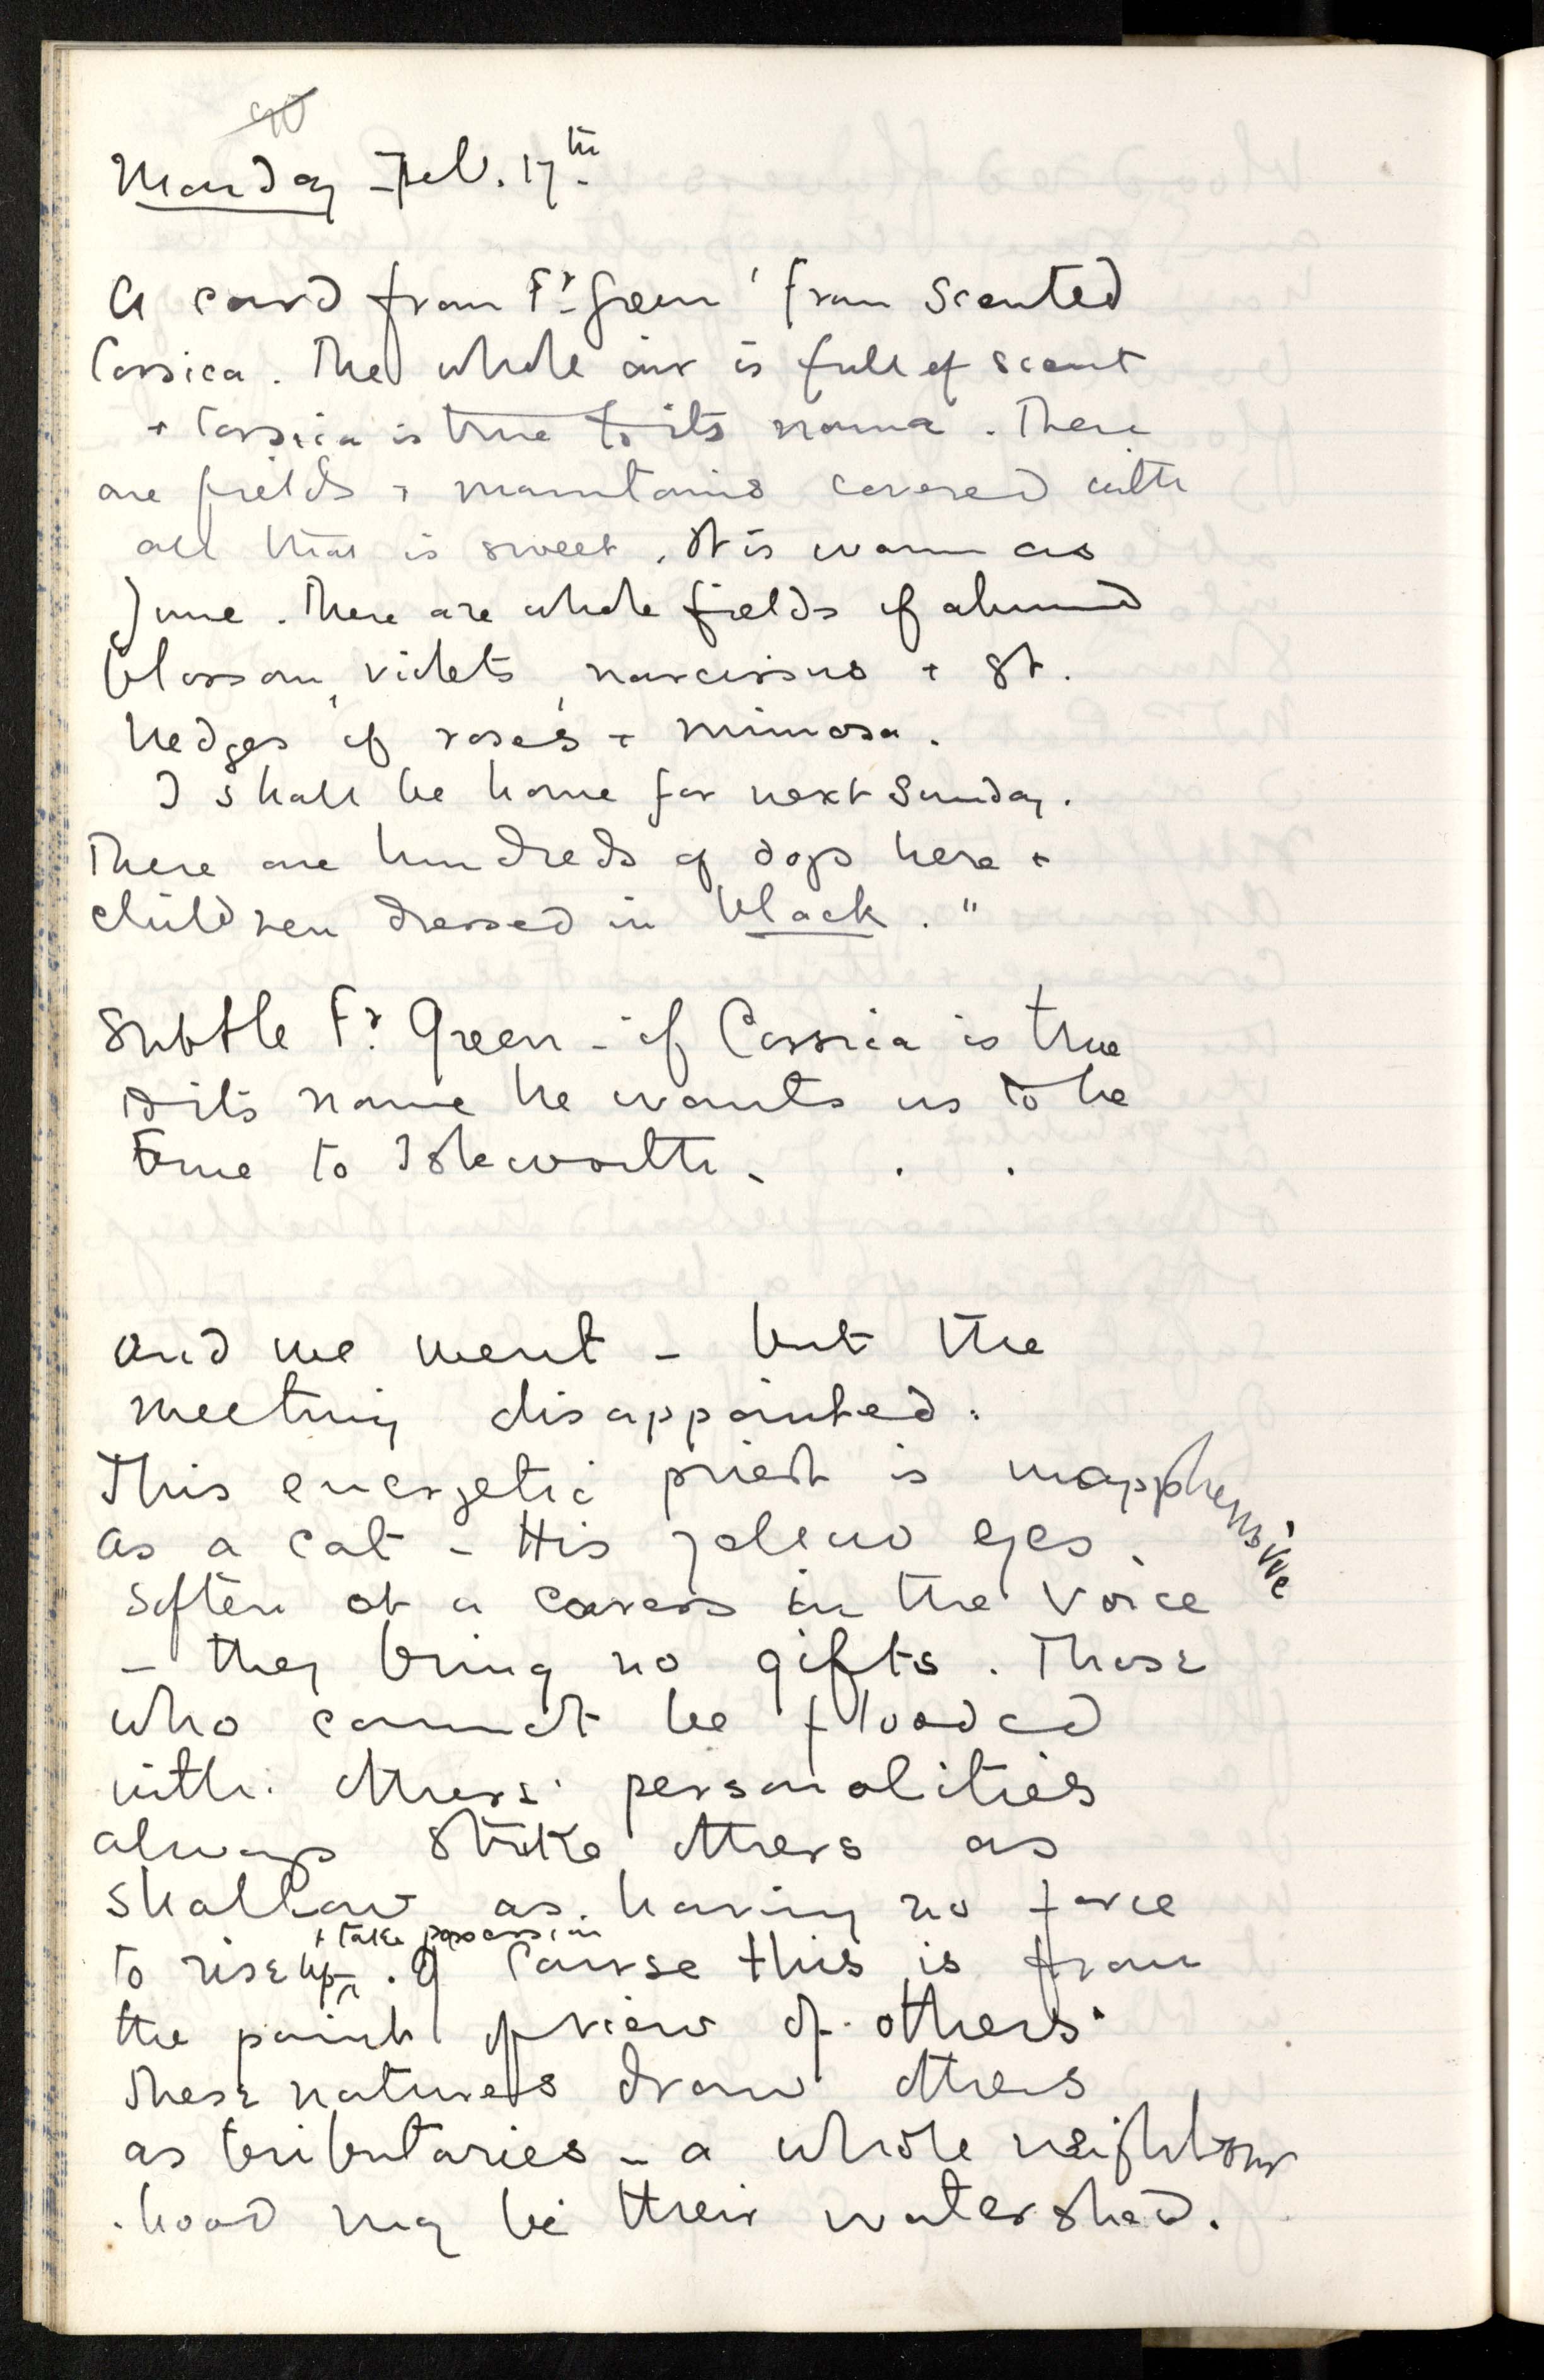 90
Monday Feb. 17th
A card from Fr Green 'from scented
Corsica. The whole air is full of scent
+ Corsica is true to its name. There
are fields + mountains covered with
all that is sweet. It is warm as
June. There are whole fields of almond
blossom, violets, narcissus + gt.
hedges of roses + mimosa.
I shall be home for next Sunday.
There are hundreds of dogs here +
children dressed in black."
Subtle Fr. Green - if Corsica is true
to its name he wants us to be
true to Isleworth. . .
And we went - but the
meeting disappointed.
This energetic priest is inapprehensive
as a cat - His yellow eyes
soften at a caress in the voice
- they bring no gifts. Those
who cannot be flooded
with others' personalities
always strike others as
shallow as having no force
to rise up + take possession. Of course this is from
the point of view of others.
These natures draw others
as tributaries - a whole neighbour
-hood may be their watershed.